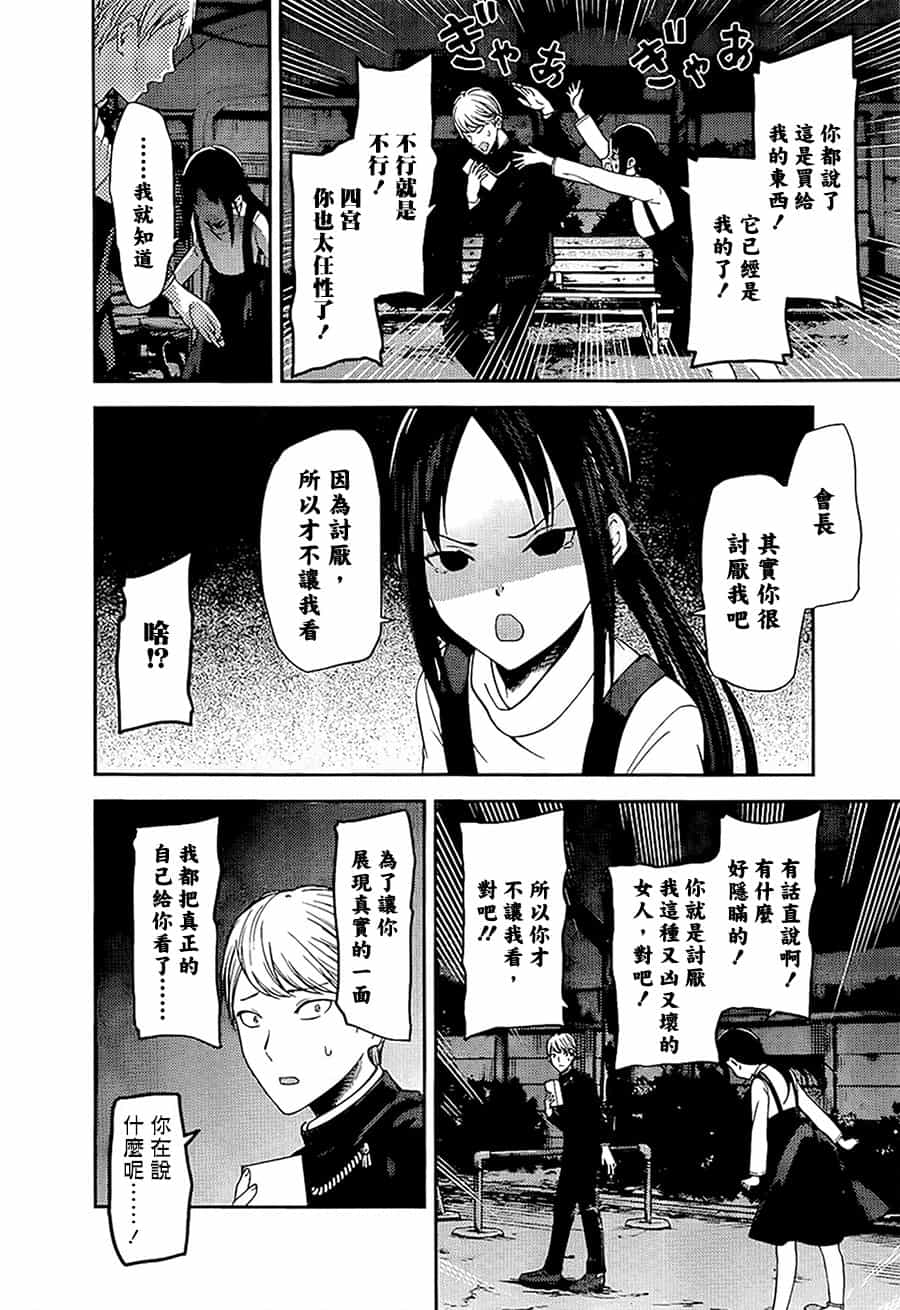 ぎゃあ
ぎゃあ
你都說了
這是買給
我的東西！
它已經是
我的了！
不行就是
不行！
四宮
你也太任性了！
……我就知道
會長
其實你很
討厭我吧
因為討厭，
所以才不讓我看
啥!?
有話直說啊！
有什麼
好隱瞞的！
你就是討厭
我這種又凶又壞的
女人，對吧！
所以你才
不讓我看，
對吧!!
為了讓你
展現真實的一面
我都把真正的
自己給你看了……
你在說
什麼呢……！